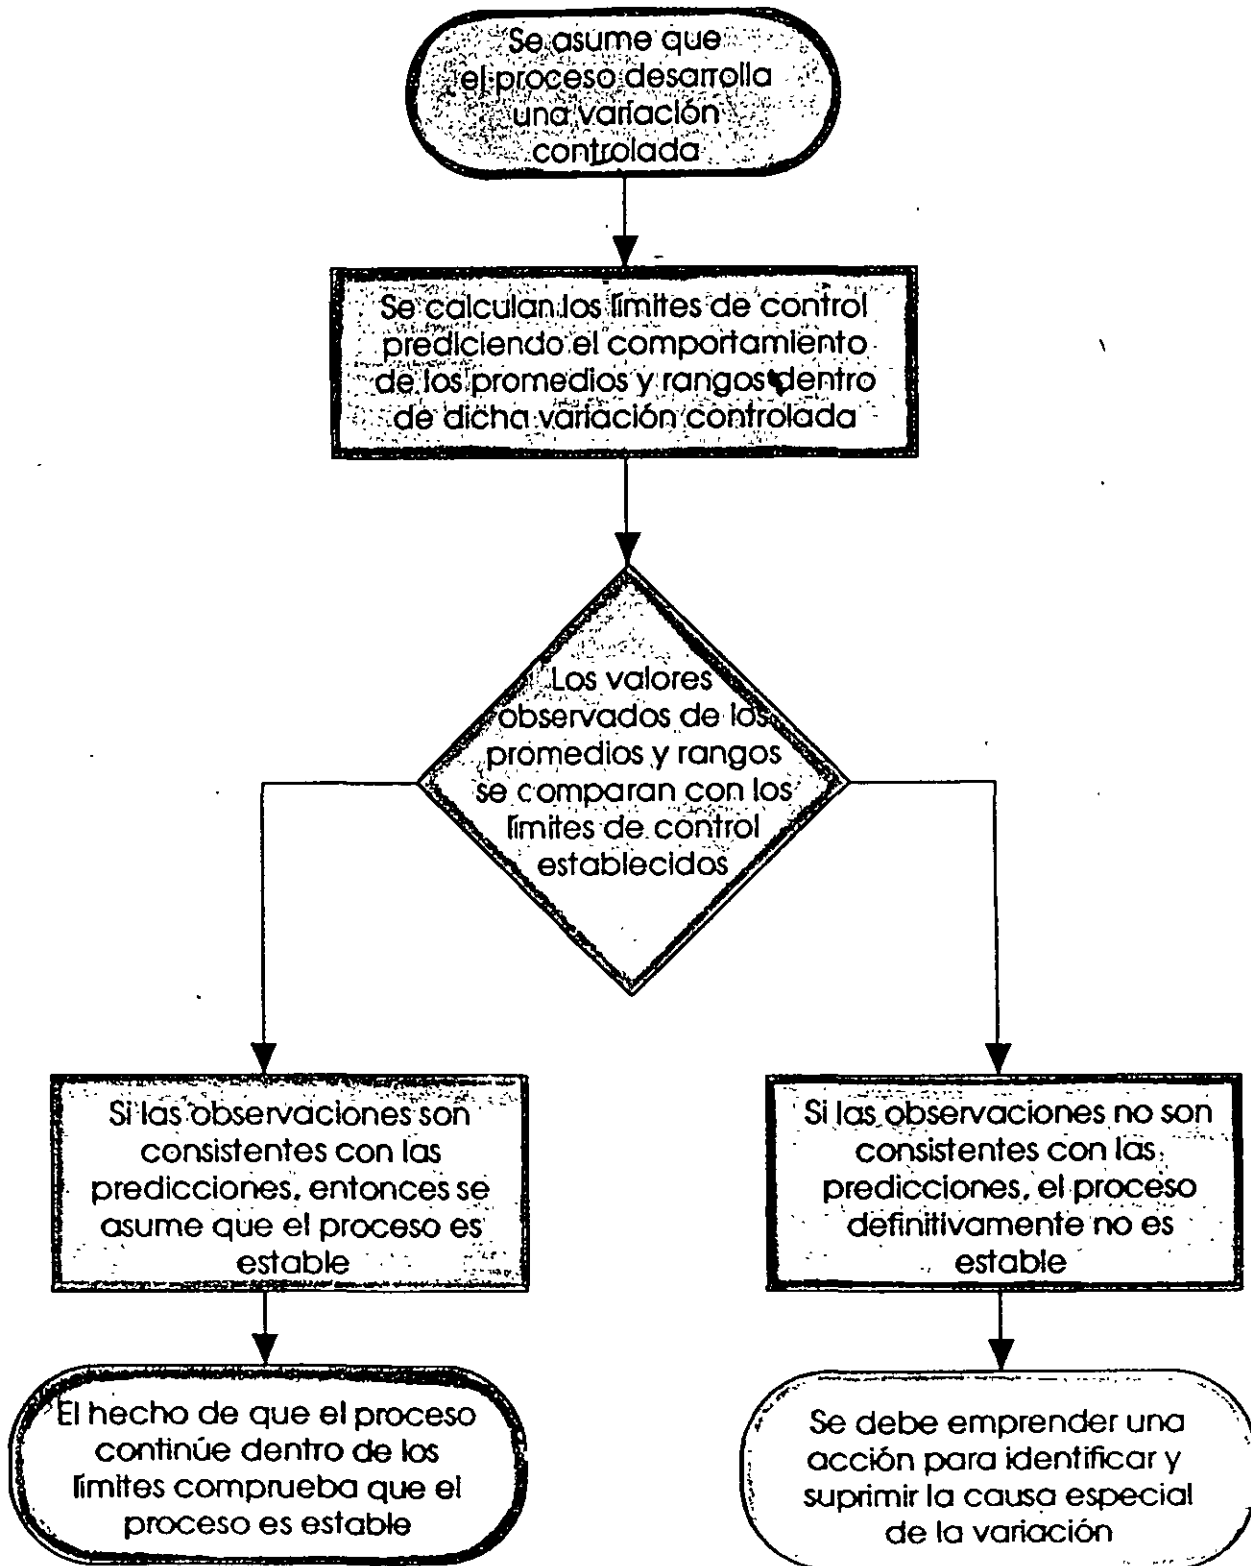 Se asume que
el proceso desarrolla
una variación
controlada
Se calculan los límites de control
prediciendo el comportamiento
de los promedios y rangos dentro
de dicha variación controlada
Los valores
observados de los
promedios y rangos
se comparan con los
límites de control
establecidos
Si las observaciones son
consistentes con las
predicciones, entonces se
asume que el proceso es
estable
Si las observaciones no son
consistentes con las
predicciones, el proceso
definitivamente no es
estable
El hecho de que el proceso
continúe dentro de los
límites comprueba que el
proceso es estable
Se debe emprender una
acción para identificar y
suprimir la causa especial
de la variación